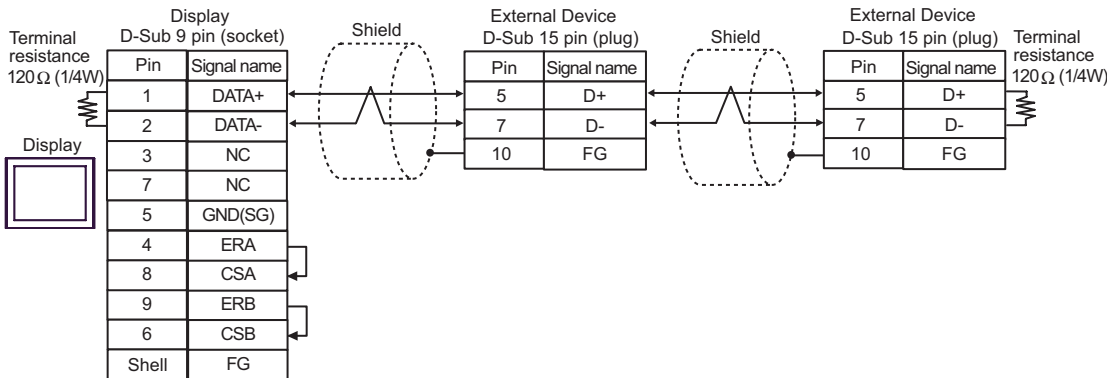 Terminal
resistance
120Ω (1/4W)
Display
D-Sub 9 pin (socket)
Pin Signal name
1 DATA+
2 DATA-
3 NC
7 NC
5 GND(SG)
4 ERA
8 CSA
9 ERB
6 CSB
Shell FG
Display
Shield
External Device
D-Sub 15 pin (plug)
Pin Signal name
5 D+
7 D-
10 FG
Shield
External Device
D-Sub 15 pin (plug)
Pin Signal name
5 D+
7 D-
10 FG
Terminal
resistance
120Ω (1/4W)